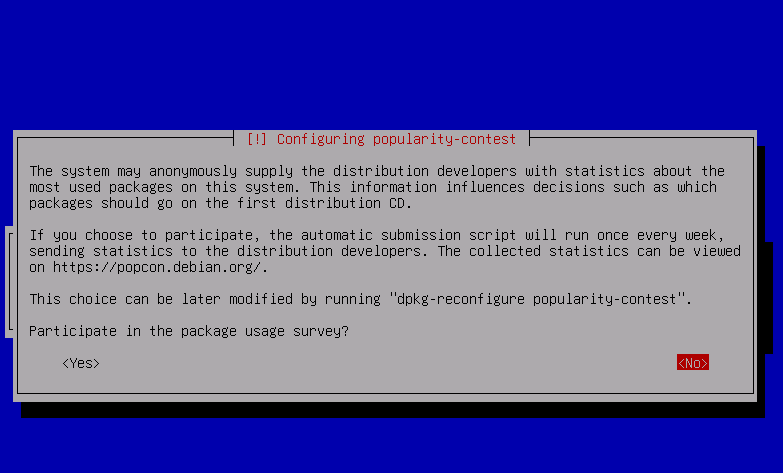 [!] Configuring popularity-contest
The system may anonymously supply the distribution developers with statistics about the
most used packages on this system. This information influences decisions such as which
packages should go on the first distribution CD.
If you choose to participate, the automatic submission script will run once every week,
sending statistics to the distribution developers. The collected statistics can be viewed
on https://popcon.debian.org/.
This choice can be later modified by running "dpkg-reconfigure popularity-contest".
Participate in the package usage survey?
<Yes> <No>